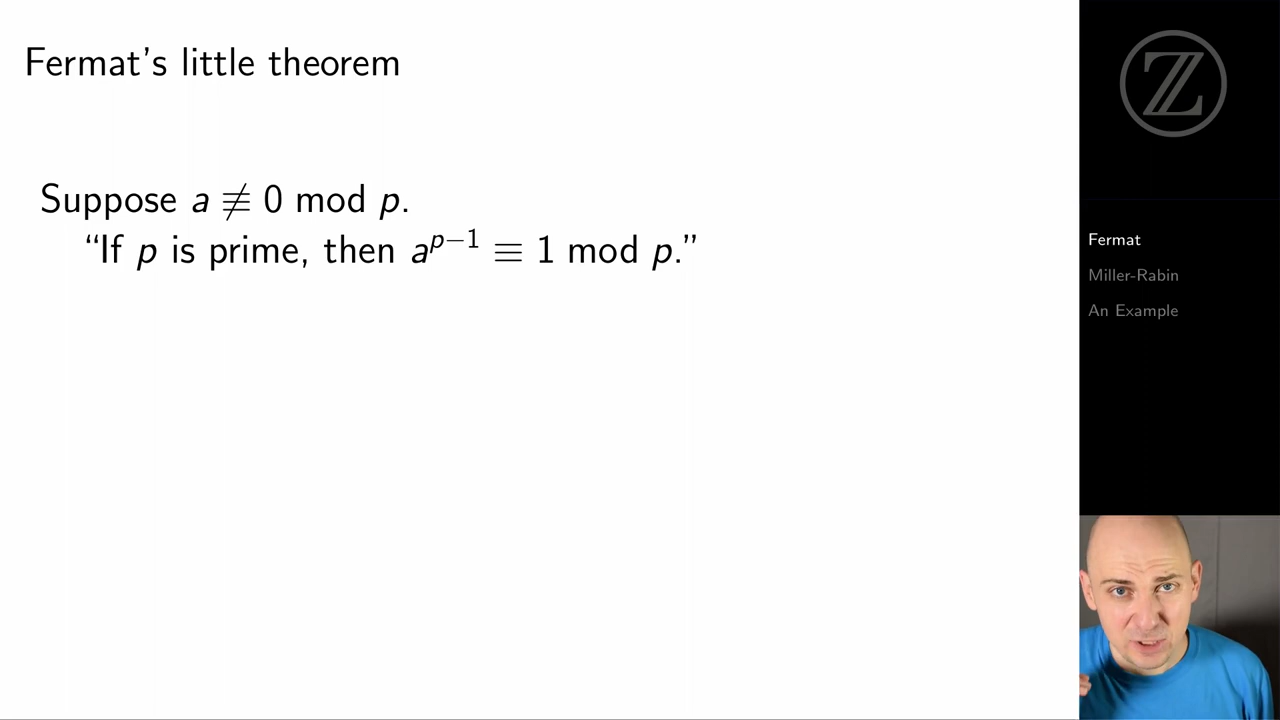 Fermat's little theorem
Suppose a ≢ 0 mod p.
“If p is prime, then a^{p−1} ≡ 1 mod p.”
ℤ
Fermat
Miller-Rabin
An Example